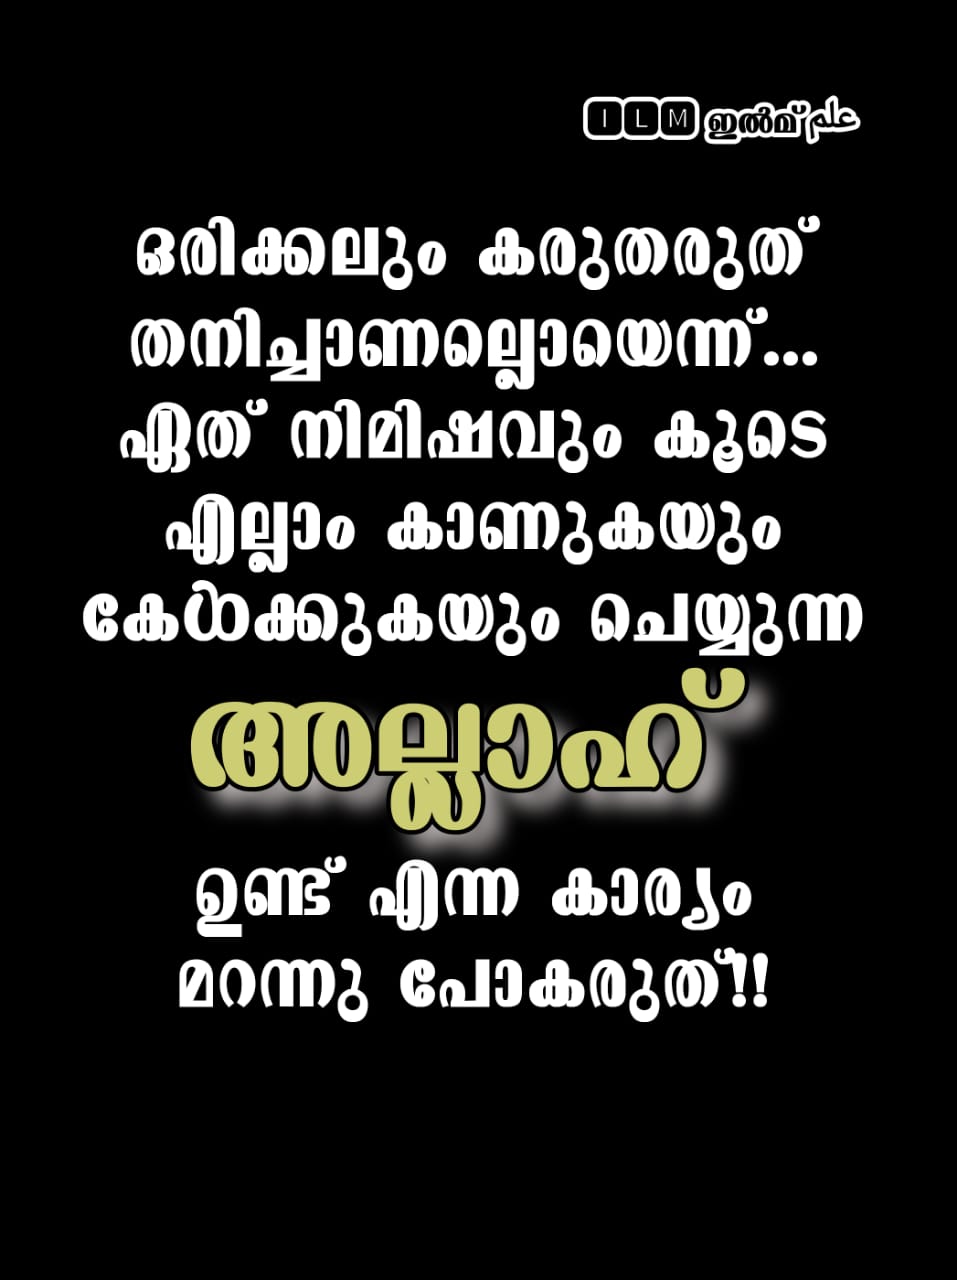 ILM ഇൽമ് علم
ഒരിക്കലും കരുതരുത്
തനിച്ചാണല്ലൊയെന്ന്...
ഏത് നിമിഷവും കൂടെ
എല്ലാം കാണുകയും
കേൾക്കുകയും ചെയ്യുന്ന
അല്ലാഹ്
ഉണ്ട് എന്ന കാര്യം
മറന്നു പോകരുത്!!